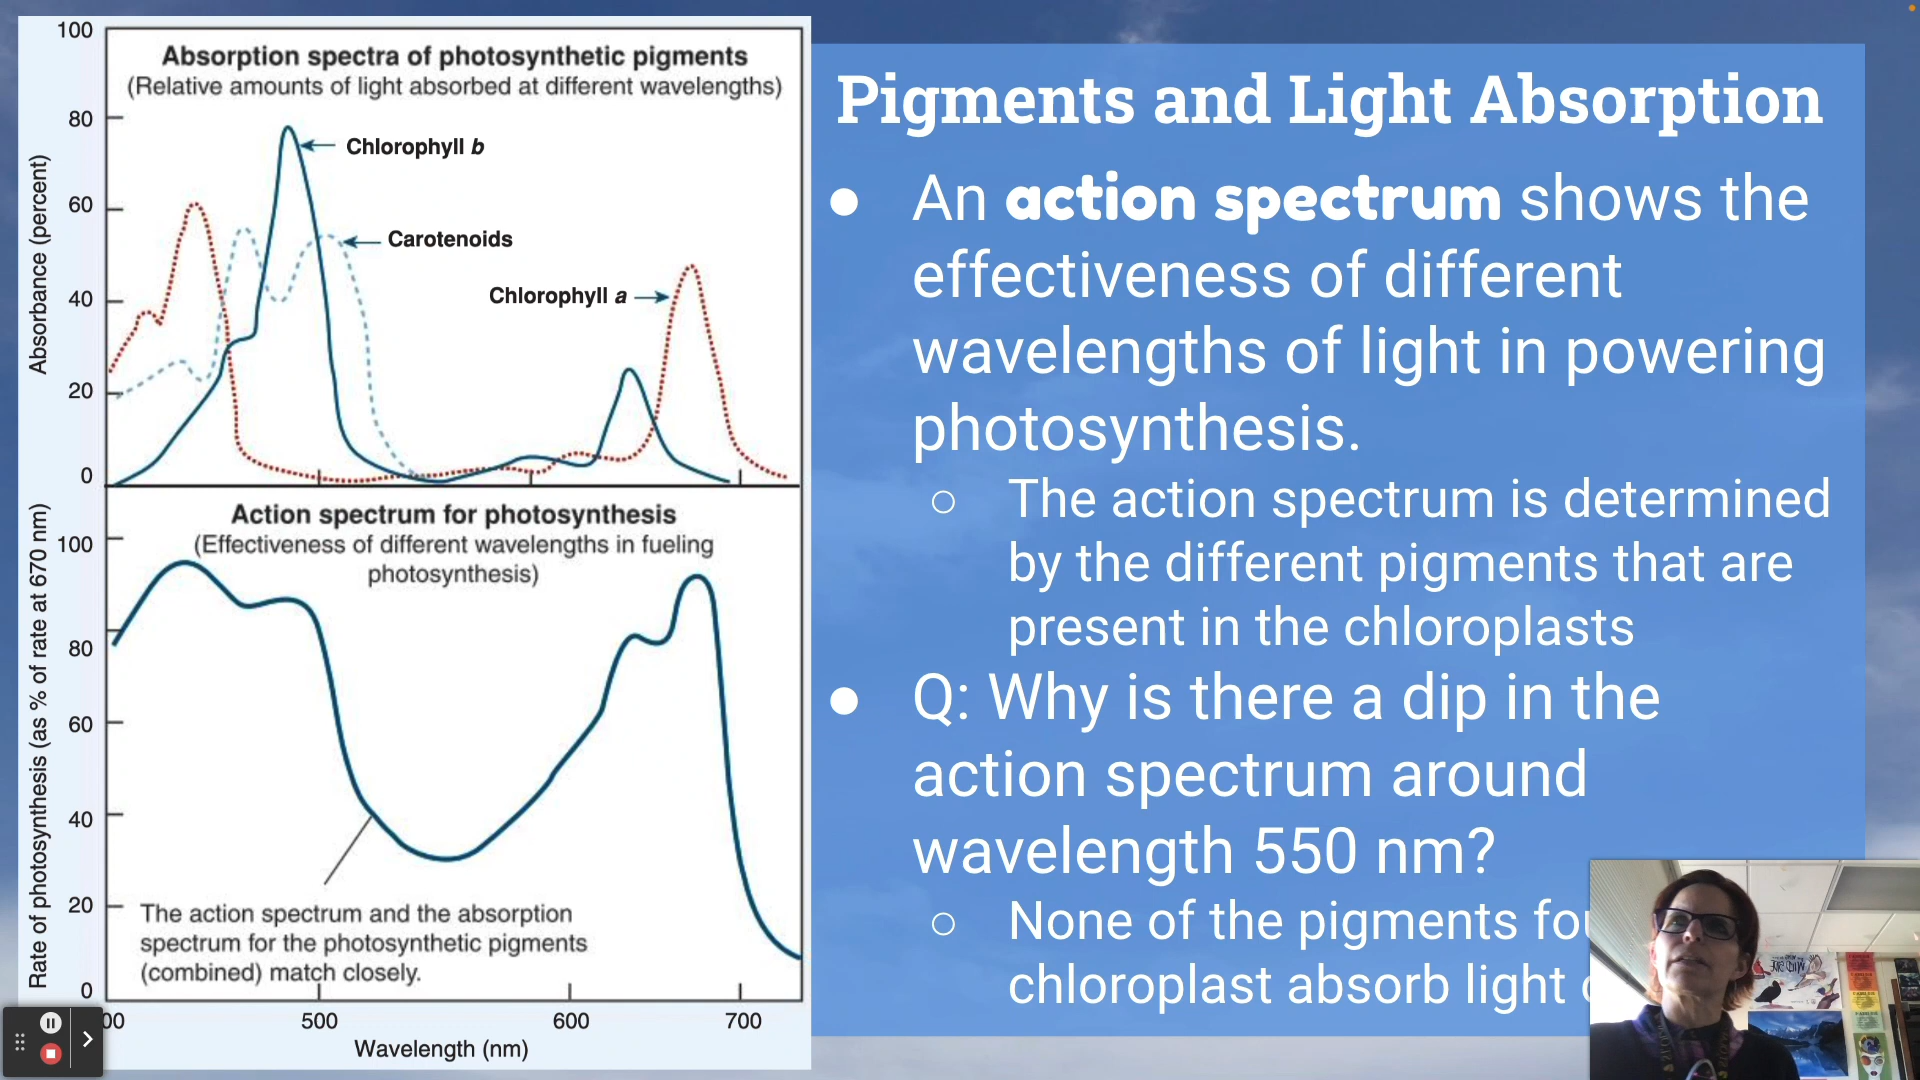 100
Absorption spectra of photosynthetic pigments
(Relative amounts of light absorbed at different wavelengths)
80
Chlorophyll b
60
Carotenoids
Chlorophyll a
40
20
0
Absorbance (percent)
Action spectrum for photosynthesis
(Effectiveness of different wavelengths in fueling
photosynthesis)
100
80
60
40
20
0
Rate of photosynthesis (as % of rate at 670 nm)
The action spectrum and the absorption
spectrum for the photosynthetic pigments
(combined) match closely.
00 500 600 700
Wavelength (nm)
Pigments and Light Absorption
● An action spectrum shows the
effectiveness of different
wavelengths of light in powering
photosynthesis.
○ The action spectrum is determined
by the different pigments that are
present in the chloroplasts
● Q: Why is there a dip in the
action spectrum around
wavelength 550 nm?
○ None of the pigments fou
chloroplast absorb light